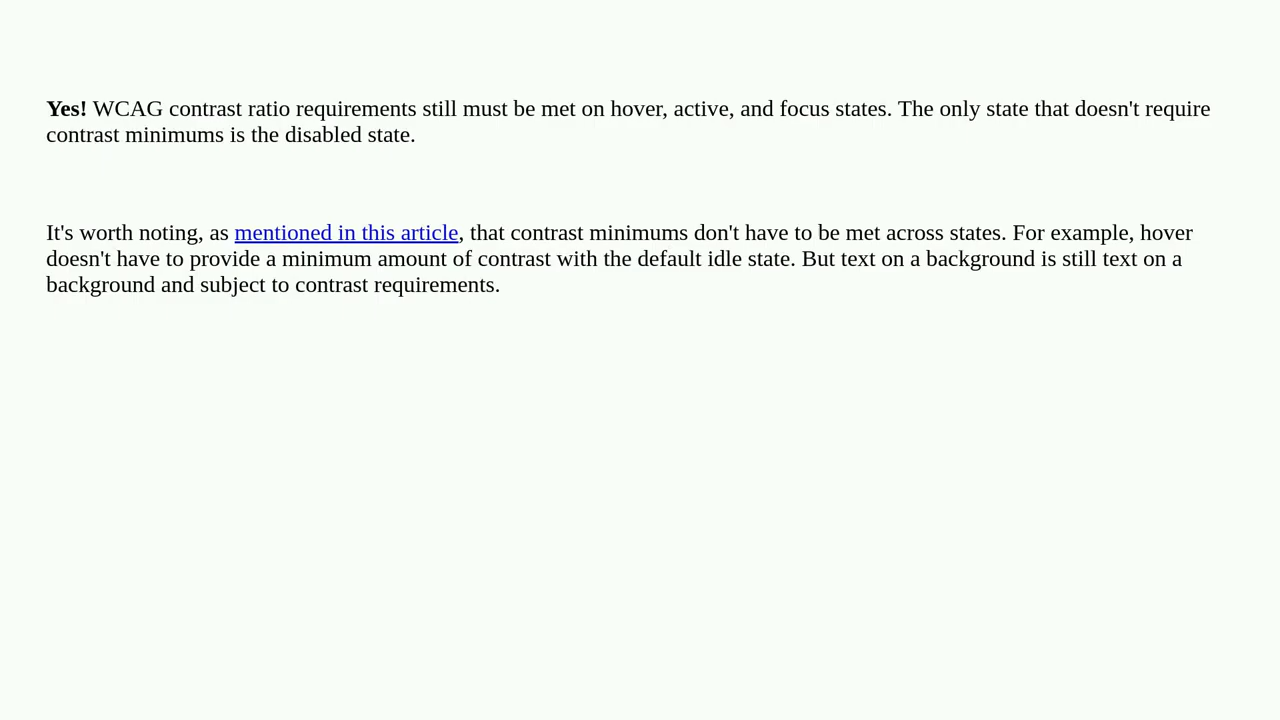 Yes! WCAG contrast ratio requirements still must be met on hover, active, and focus states. The only state that doesn't require
contrast minimums is the disabled state.
It's worth noting, as mentioned in this article, that contrast minimums don't have to be met across states. For example, hover
doesn't have to provide a minimum amount of contrast with the default idle state. But text on a background is still text on a
background and subject to contrast requirements.